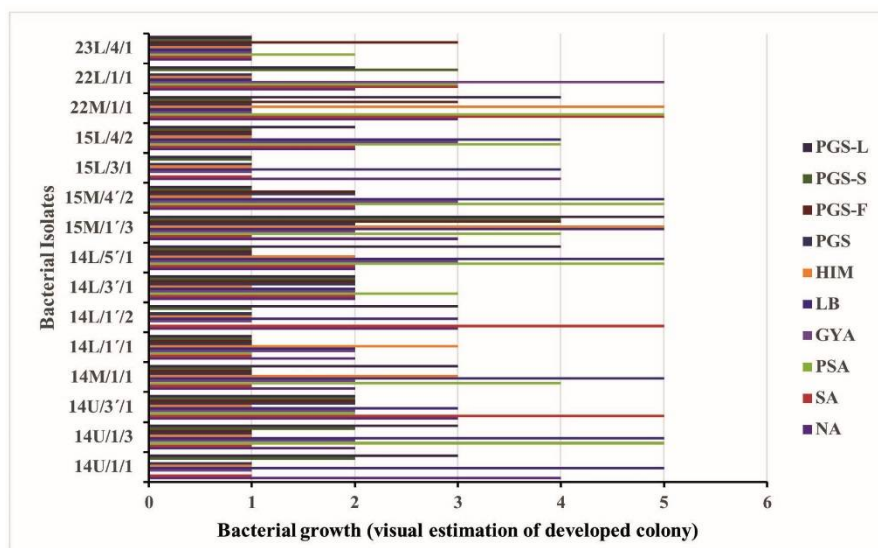 Bacterial Isolates
23L/4/1
22L/1/1
22M/1/1
15L/4/2
15L/3/1
15M/4´/2
15M/1´/3
14L/5´/1
14L/3´/1
14L/1´/2
14L/1´/1
14M/1/1
14U/3´/1
14U/1/3
14U/1/1
0 1 2 3 4 5 6
Bacterial growth (visual estimation of developed colony)
PGS-L
PGS-S
PGS-F
PGS
HIM
LB
GYA
PSA
SA
NA